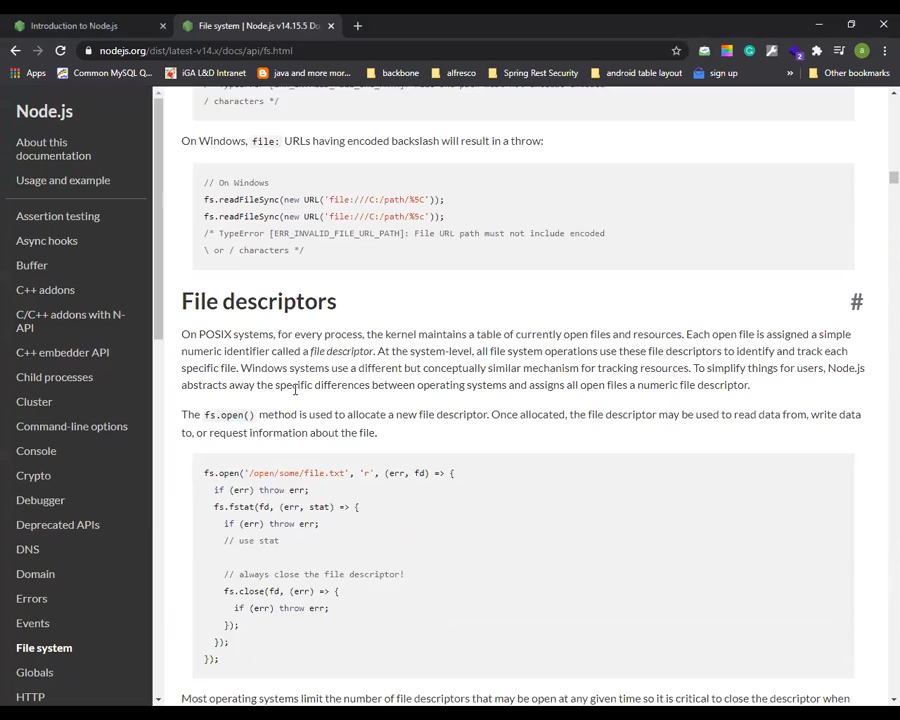 Introduction to Node.js
File system | Node.js v14.15.5 Do
nodejs.org/dist/latest-v14.x/docs/api/fs.html
a
2
Apps
Common MySQL Q...
iGA L&D Intranet
java and more mor...
backbone
alfresco
Spring Rest Security
android table layout
sign up
»
Other bookmarks
Node.js
About this
documentation
Usage and example
Assertion testing
Async hooks
Buffer
C++ addons
C/C++ addons with N-
API
C++ embedder API
Child processes
Cluster
Command-line options
Console
Crypto
Debugger
Deprecated APIs
DNS
Domain
Errors
Events
File system
Globals
HTTP
/ characters */
On Windows, file: URLs having encoded backslash will result in a throw:
// On Windows
fs.readFileSync(new URL('file:///C:/path/%5C'));
fs.readFileSync(new URL('file:///C:/path/%5c'));
/* TypeError [ERR_INVALID_FILE_URL_PATH]: File URL path must not include encoded
\ or / characters */
File descriptors
#
On POSIX systems, for every process, the kernel maintains a table of currently open files and resources. Each open file is assigned a simple
numeric identifier called a file descriptor. At the system-level, all file system operations use these file descriptors to identify and track each
specific file. Windows systems use a different but conceptually similar mechanism for tracking resources. To simplify things for users, Node.js
abstracts away the specific differences between operating systems and assigns all open files a numeric file descriptor.
The fs.open() method is used to allocate a new file descriptor. Once allocated, the file descriptor may be used to read data from, write data
to, or request information about the file.
fs.open('/open/some/file.txt', 'r', (err, fd) => {
if (err) throw err;
fs.fstat(fd, (err, stat) => {
if (err) throw err;
// use stat
// always close the file descriptor!
fs.close(fd, (err) => {
if (err) throw err;
});
});
});
Most operating systems limit the number of file descriptors that may be open at any given time so it is critical to close the descriptor when